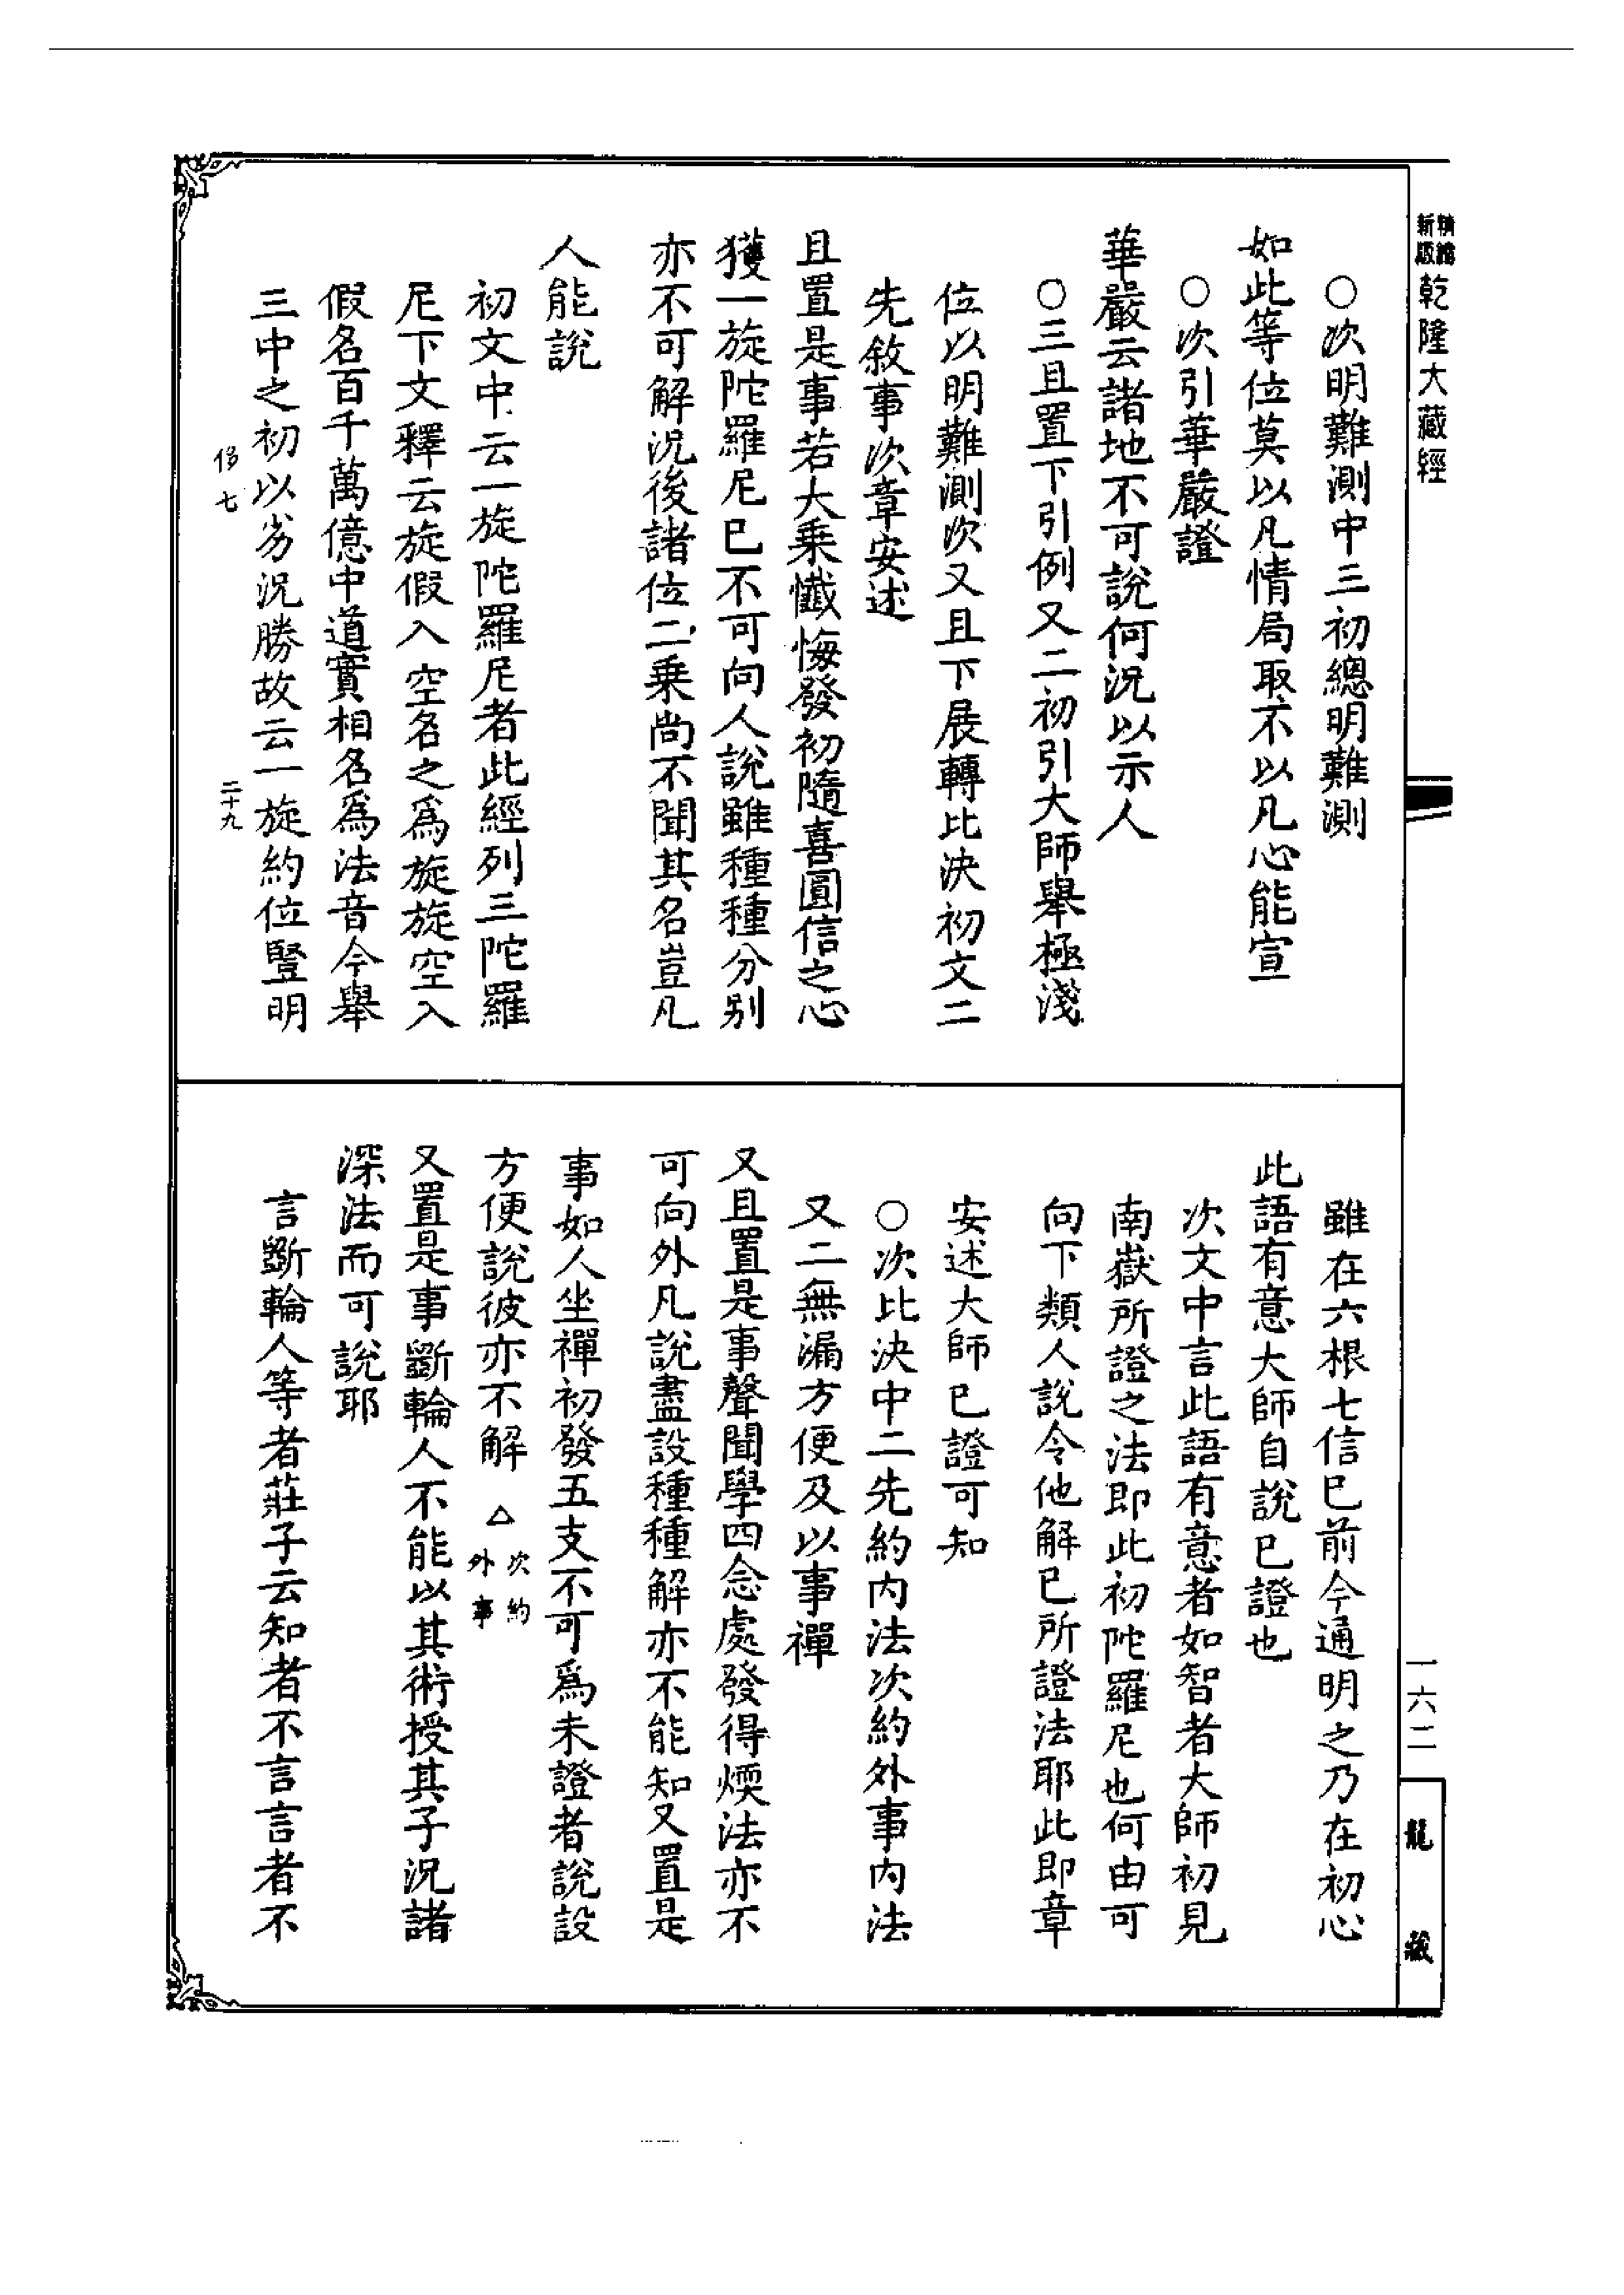 精編新版
乾隆大藏經
○次明難測中三初總明難測
如此等位莫以凡情局取不以凡心能宣
○次引華嚴證
華嚴云諸地不可說何況以示人
○三且置下引例又二初引大師舉極淺
位以明難測次又且下展轉比決初文二
先敘事次章安述
且置是事若大乘懺悔發初隨喜圓信之心
獲一旋陀羅尼已不可向人說雖種種分別
亦不可解況後諸位二乘尚不聞其名豈凡
人能說
初文中云一旋陀羅尼者此經列三陀羅
尼下文釋云旋假入空名之爲旋旋空入
假名百千萬億中道實相名爲法音今舉
三中之初以劣況勝故云一旋約位豎明
侈七
二十九
雖在六根七信已前今通明之乃在初心
此語有意大師自說已證也
次文中言此語有意者如智者大師初見
南嶽所證之法即此初陀羅尼也何由可
向下類人說令他解已所證法耶此即章
安述大師已證可知
○次比決中二先約內法次約外事內法
又二無漏方便及以事禪
又且置是事聲聞學四念處發得煗法亦不
可向外凡說盡設種種解亦不能知又置是
事如人坐禪初發五支不可爲未證者說設
方便說彼亦不解 △次約外事
又置是事斲輪人不能以其術授其子況諸
深法而可說耶
言斲輪人等者莊子云知者不言言者不
一六二
龍藏